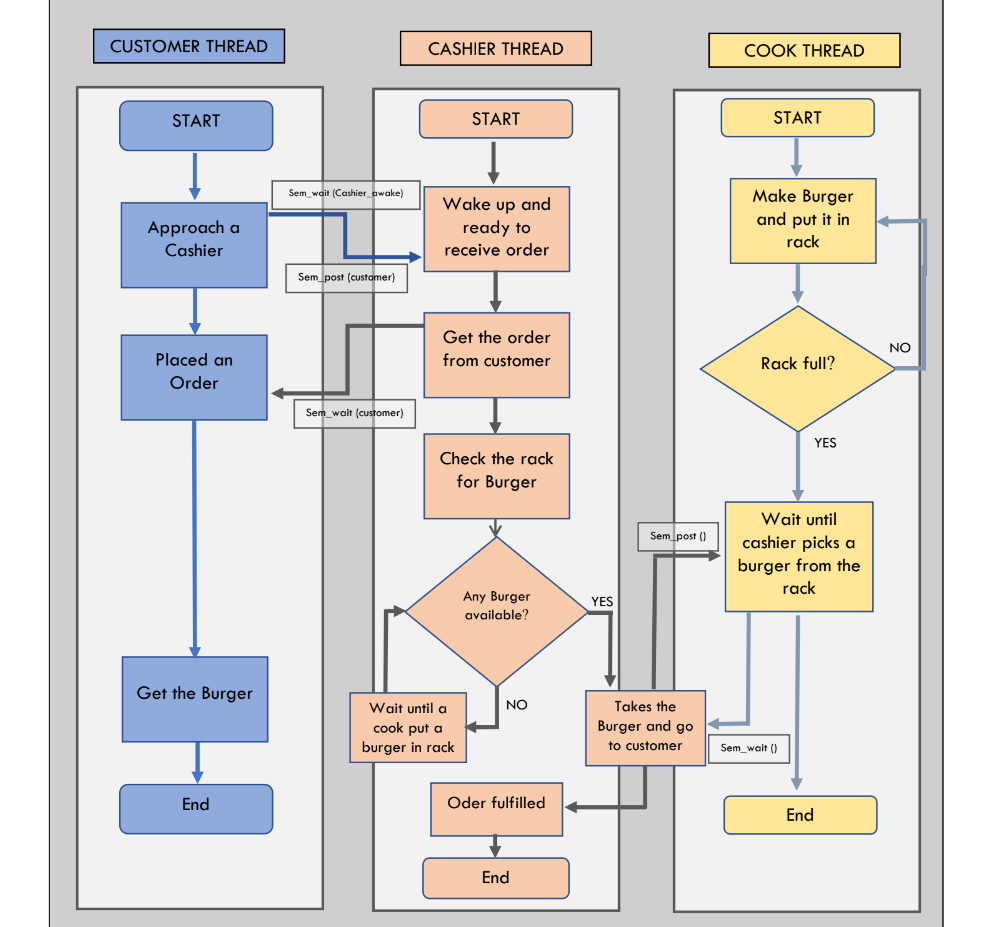 CUSTOMER THREAD
START
Approach a
Cashier
Placed an
Order
Get the Burger
End
Sem_wait (Cashier_awake)
Sem_post (customer)
Sem_wait (customer)
CASHIER THREAD
START
Wake up and
ready to
receive order
Get the order
from customer
Check the rack
for Burger
Any Burger
available?
YES
NO
Wait until a
cook put a
burger in rack
Takes the
Burger and go
to customer
Oder fulfilled
End
Sem_post ()
Sem_wait ()
COOK THREAD
START
Make Burger
and put it in
rack
Rack full?
NO
YES
Wait until
cashier picks a
burger from the
rack
End